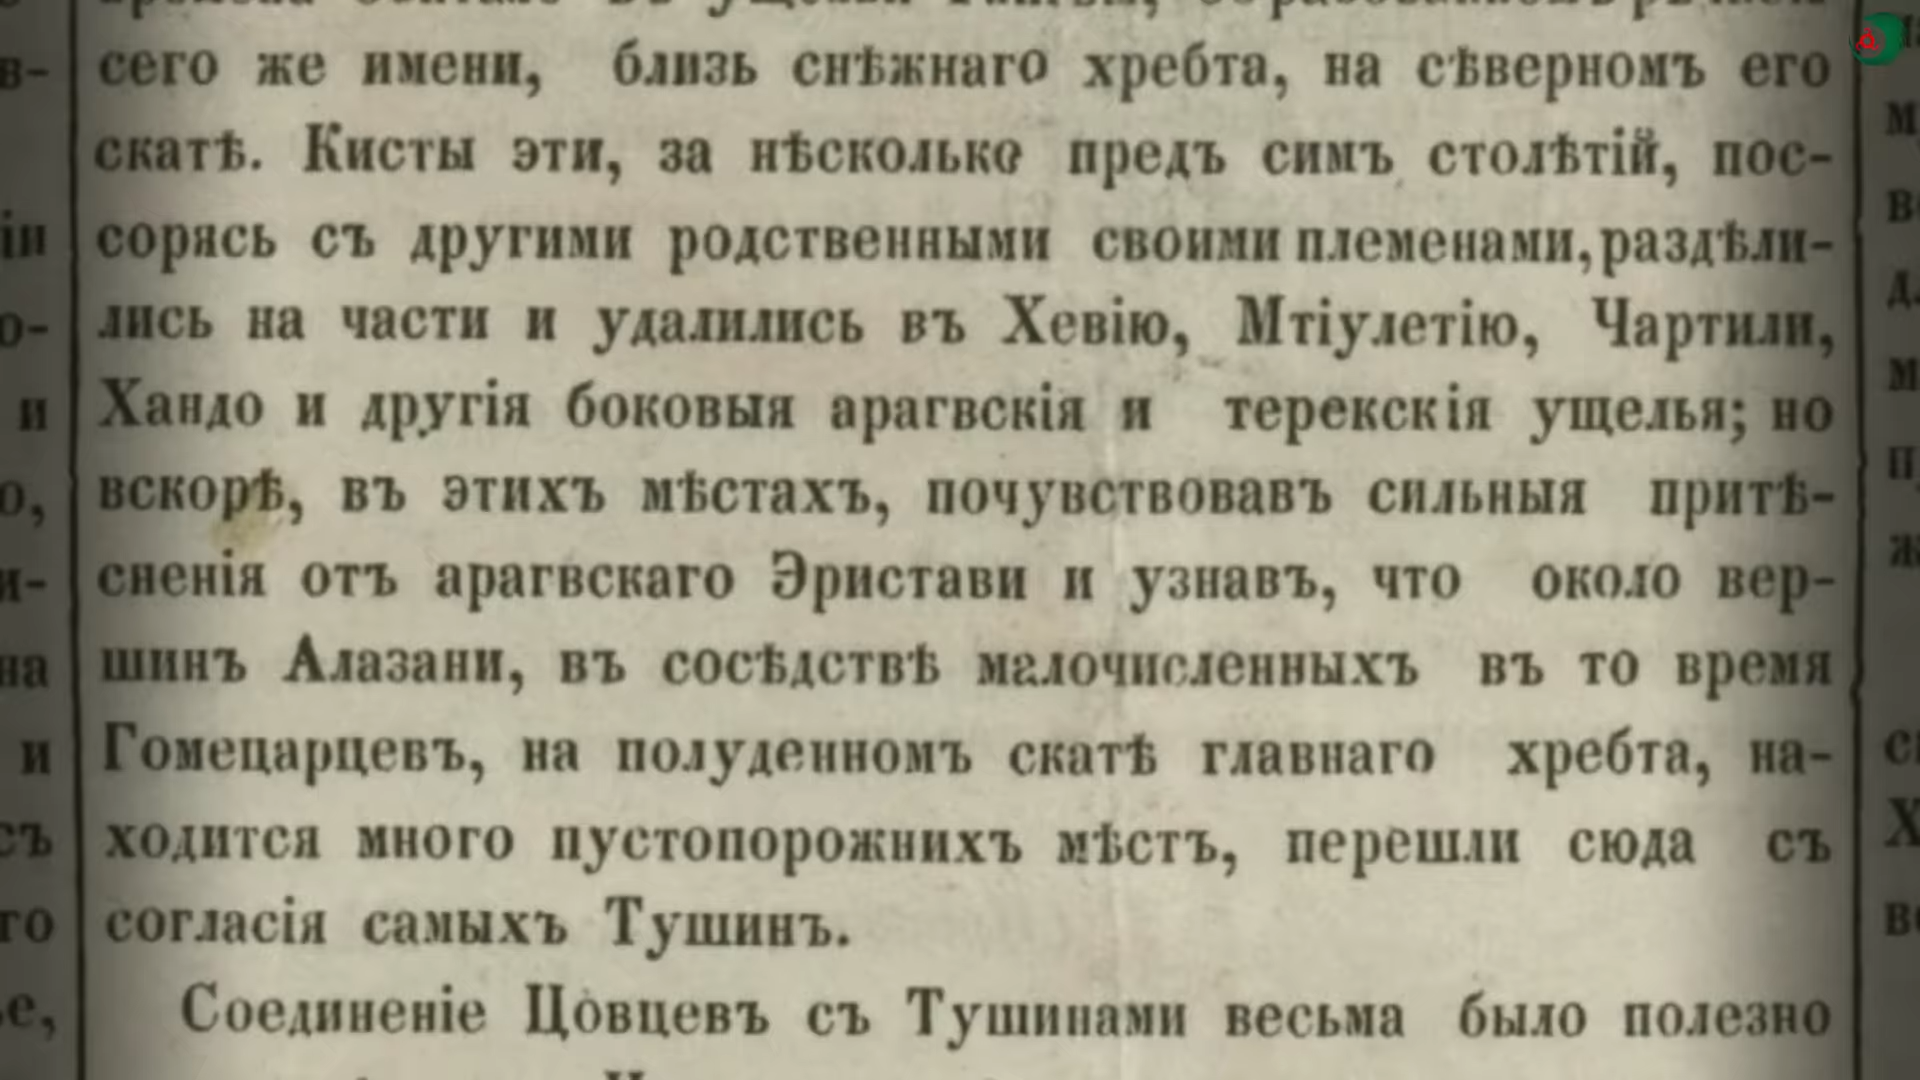 сего же имени, близь снѣжнаго хребта, на сѣверномъ его
скатѣ. Кисты эти, за нѣсколько предъ симъ столѣтій, пос-
сорясь съ другими родственными своими племенами, раздѣли-
лись на части и удалились въ Хевію, Мтіулетію, Чартили,
Хандо и другія боковыя арагвскія и терекскія ущелья; но
вскорѣ, въ этихъ мѣстахъ, почувствовавъ сильныя притѣ-
сненія отъ арагвскаго Эристави и узнавъ, что около вер-
шинъ Алазани, въ сосѣдствѣ малочисленныхъ въ то время
Гомецарцевъ, на полуденномъ скатѣ главнаго хребта, на-
ходится много пустопорожнихъ мѣстъ, перешли сюда съ
согласія самыхъ Тушинъ.
Соединеніе Цовцевъ съ Тушинами весьма было полезно